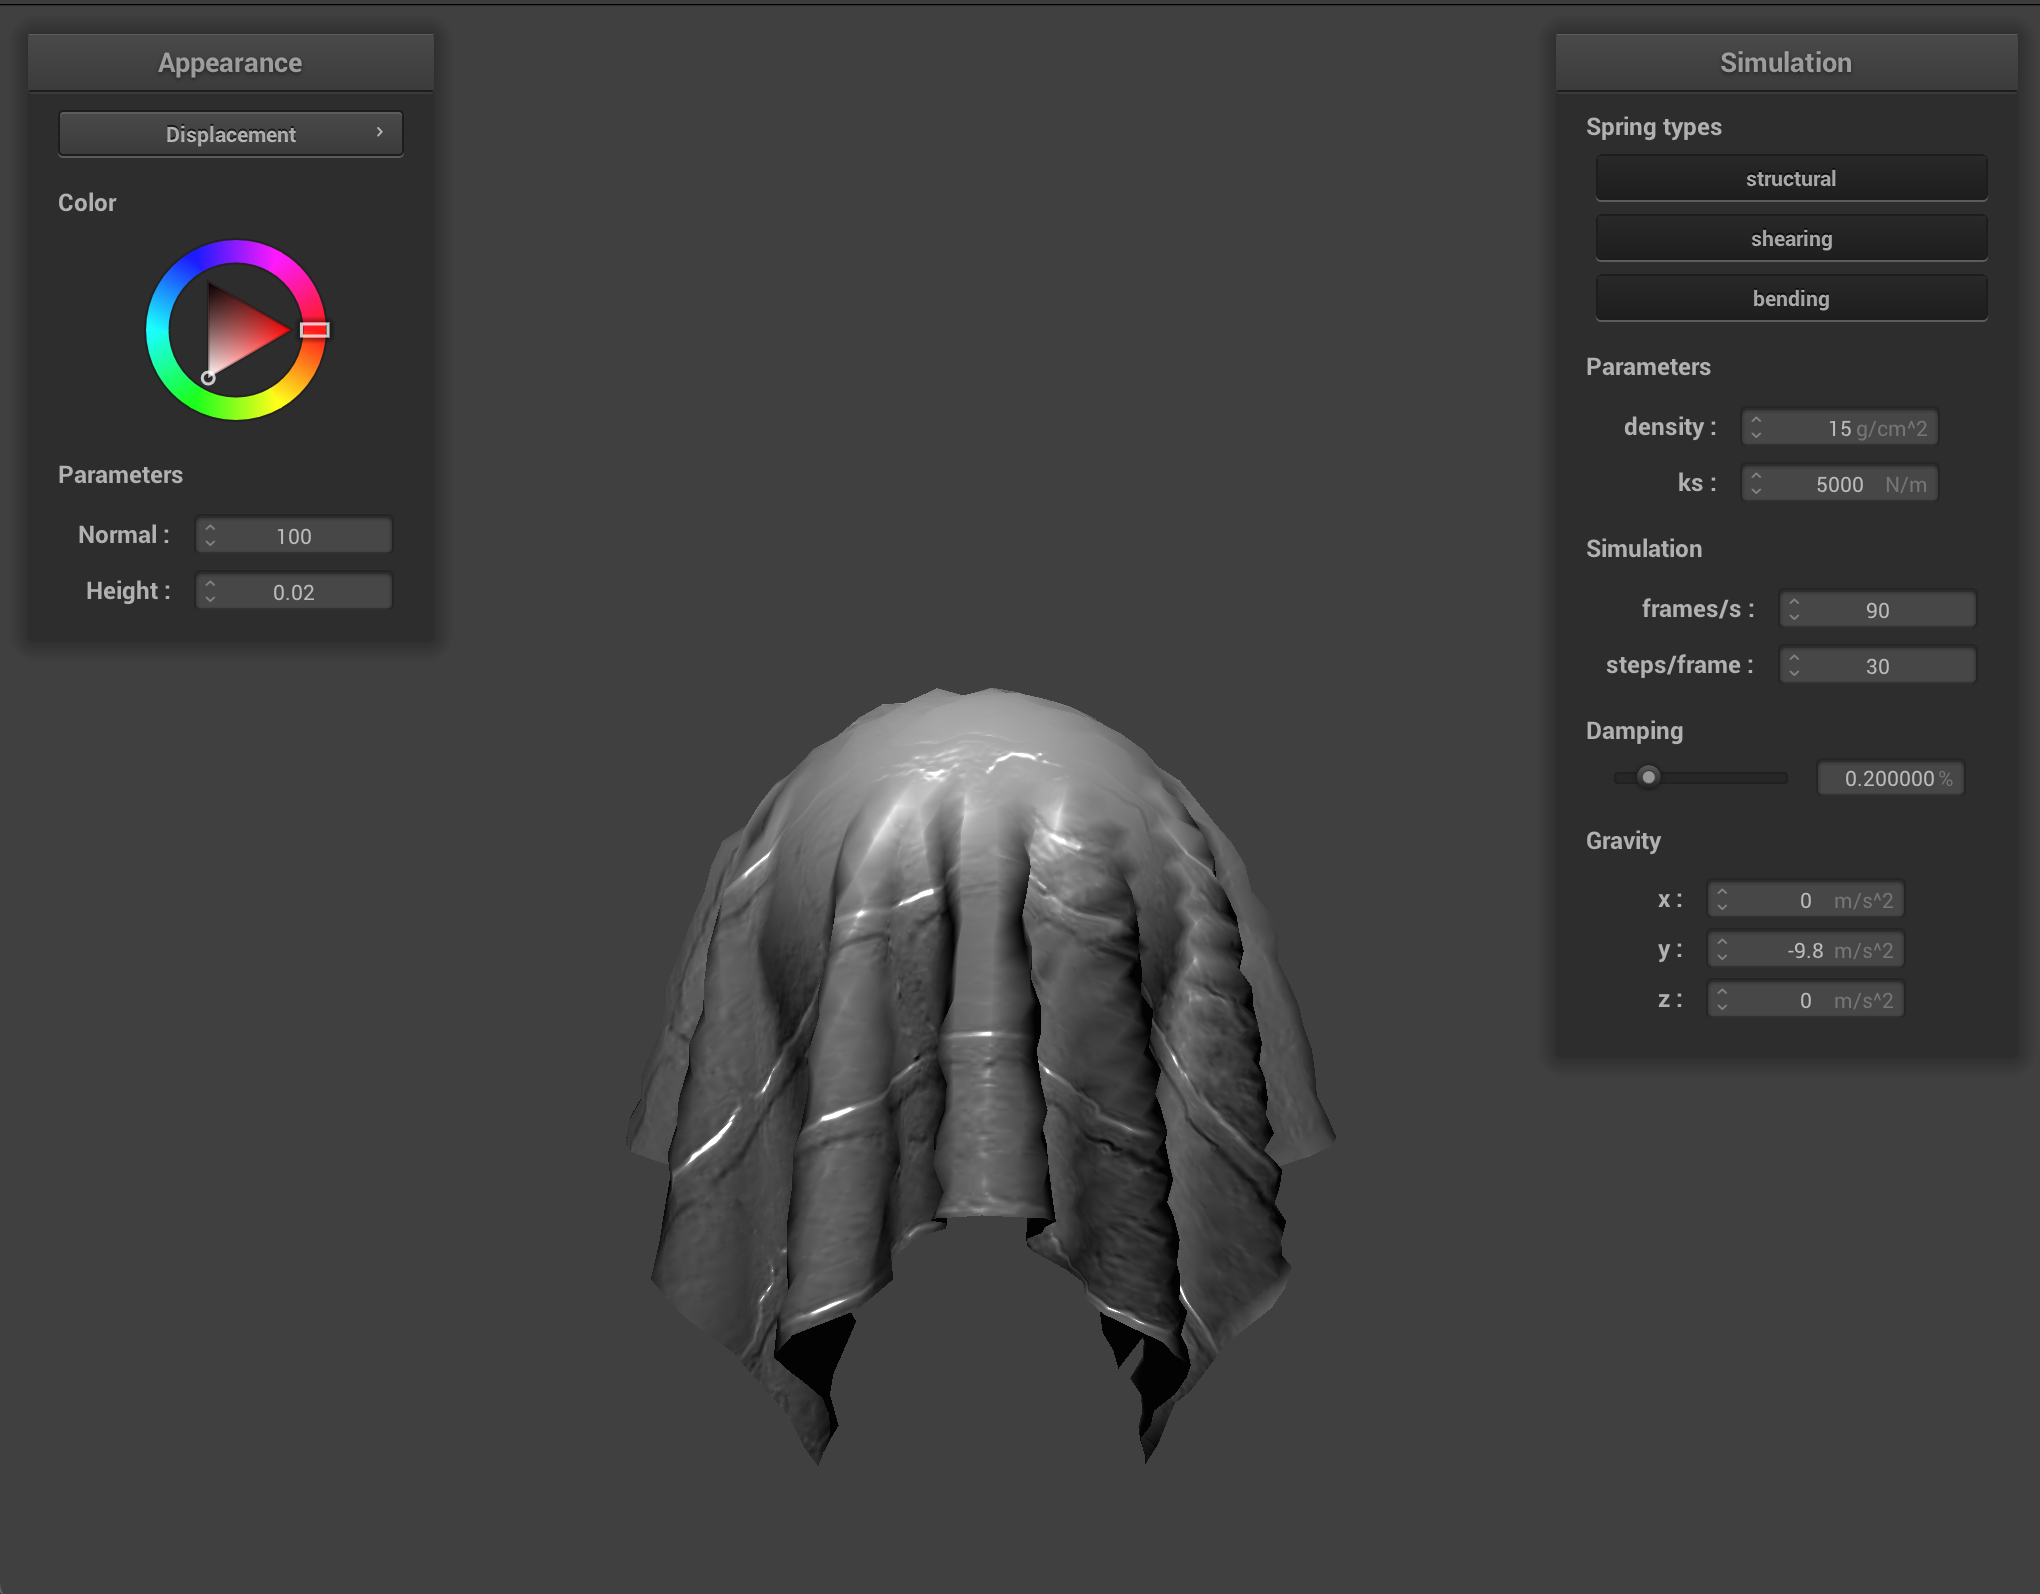 Appearance
Displacement
Color
Parameters
Normal : 100
Height : 0.02
Simulation
Spring types
structural
shearing
bending
Parameters
density : 15 g/cm^2
ks : 5000 N/m
Simulation
frames/s : 90
steps/frame : 30
Damping
0.200000 %
Gravity
x : 0 m/s^2
y : -9.8 m/s^2
z : 0 m/s^2